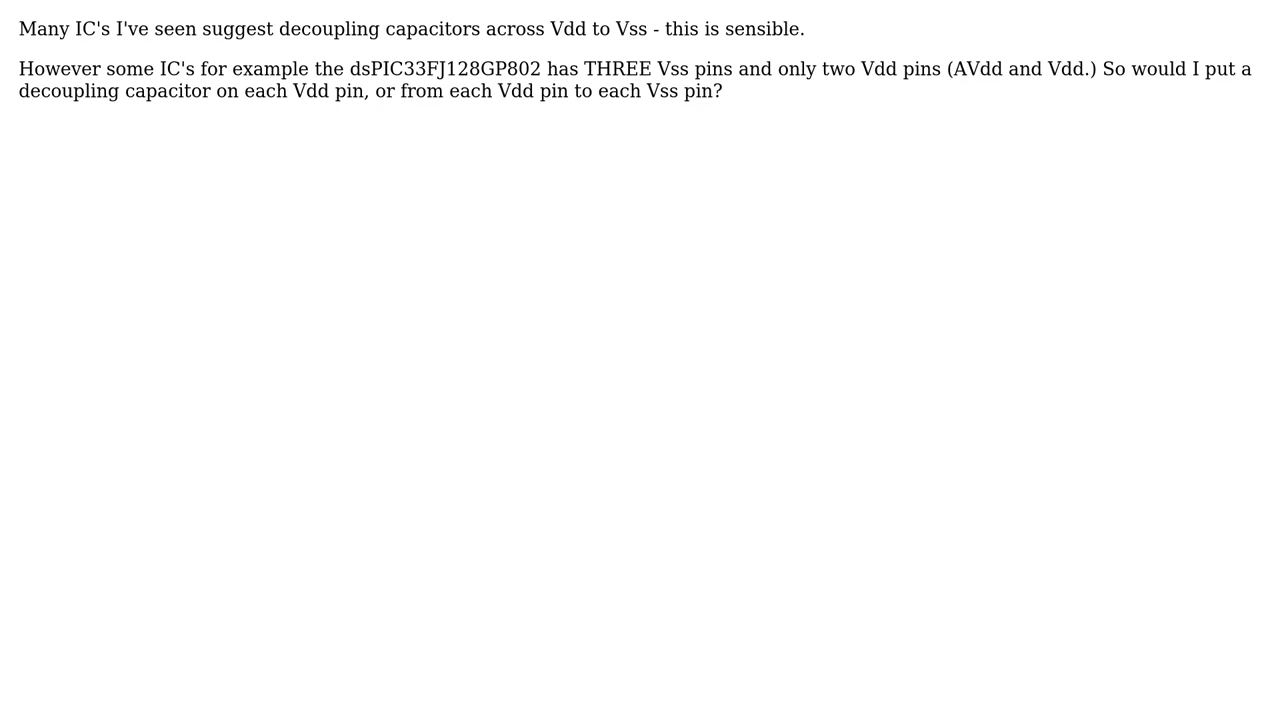 Many IC's I've seen suggest decoupling capacitors across Vdd to Vss - this is sensible.
However some IC's for example the dsPIC33FJ128GP802 has THREE Vss pins and only two Vdd pins (AVdd and Vdd.) So would I put a
decoupling capacitor on each Vdd pin, or from each Vdd pin to each Vss pin?